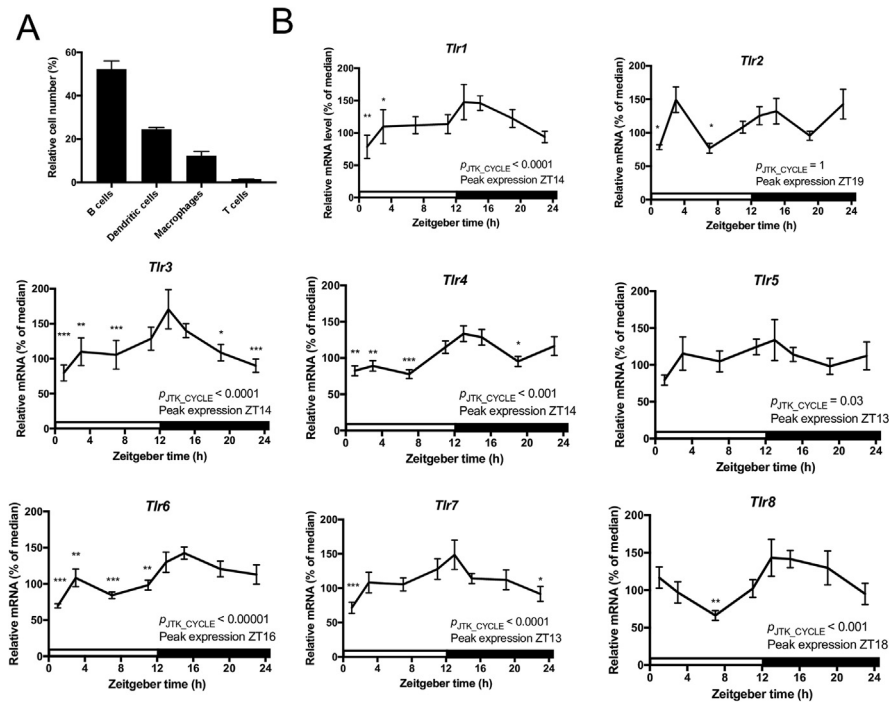 A
Relative cell number (%)
60
40
20
0
B cells
Dendritic cells
Macrophages
T cells
B
Tlr1
Relative mRNA level (% of median)
200
150
100
50
0
**
*
pJTK_CYCLE < 0.0001
Peak expression ZT14
0 4 8 12 16 20 24
Zeitgeber time (h)
Tlr2
Relative mRNA (% of median)
200
150
100
50
0
*
*
pJTK_CYCLE = 1
Peak expression ZT19
0 4 8 12 16 20 24
Zeitgeber time (h)
Tlr3
Relative mRNA (% of median)
200
150
100
50
0
*** ** *** * ***
pJTK_CYCLE < 0.0001
Peak expression ZT14
0 4 8 12 16 20 24
Zeitgeber time (h)
Tlr4
Relative mRNA (% of median)
200
150
100
50
0
** ** *** *
pJTK_CYCLE < 0.001
Peak expression ZT14
0 4 8 12 16 20 24
Zeitgeber time (h)
Tlr5
Relative mRNA (% of median)
200
150
100
50
0
pJTK_CYCLE = 0.03
Peak expression ZT13
0 4 8 12 16 20 24
Zeitgeber time (h)
Tlr6
Relative mRNA (% of median)
200
150
100
50
0
*** ** *** **
pJTK_CYCLE < 0.00001
Peak expression ZT16
0 4 8 12 16 20 24
Zeitgeber time (h)
Tlr7
Relative mRNA (% of median)
200
150
100
50
0
*** *
pJTK_CYCLE < 0.0001
Peak expression ZT13
0 4 8 12 16 20 24
Zeitgeber time (h)
Tlr8
Relative mRNA (% of median)
200
150
100
50
0
**
pJTK_CYCLE < 0.001
Peak expression ZT18
0 4 8 12 16 20 24
Zeitgeber time (h)